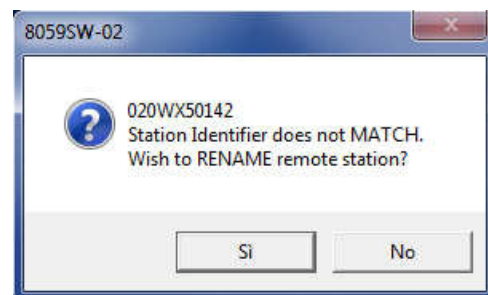 8059SW-02
020WX50142
Station Identifier does not MATCH.
Wish to RENAME remote station?
Sì
No